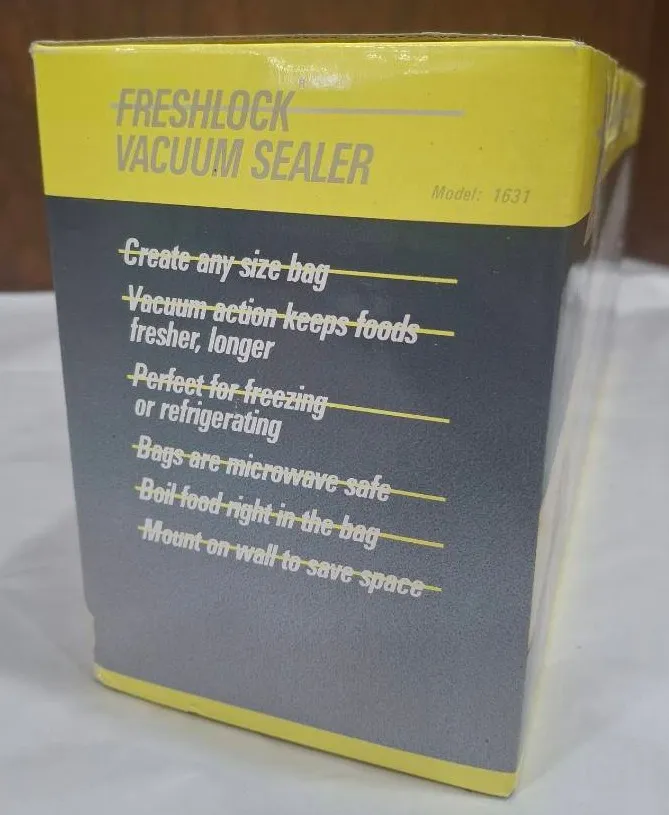 FRESHLOCK®
VACUUM SEALER
Model: 1631
Create any size bag
Vacuum action keeps foods
fresher, longer
Perfect for freezing
or refrigerating
Bags are microwave safe
Boil food right in the bag
Mount on wall to save space